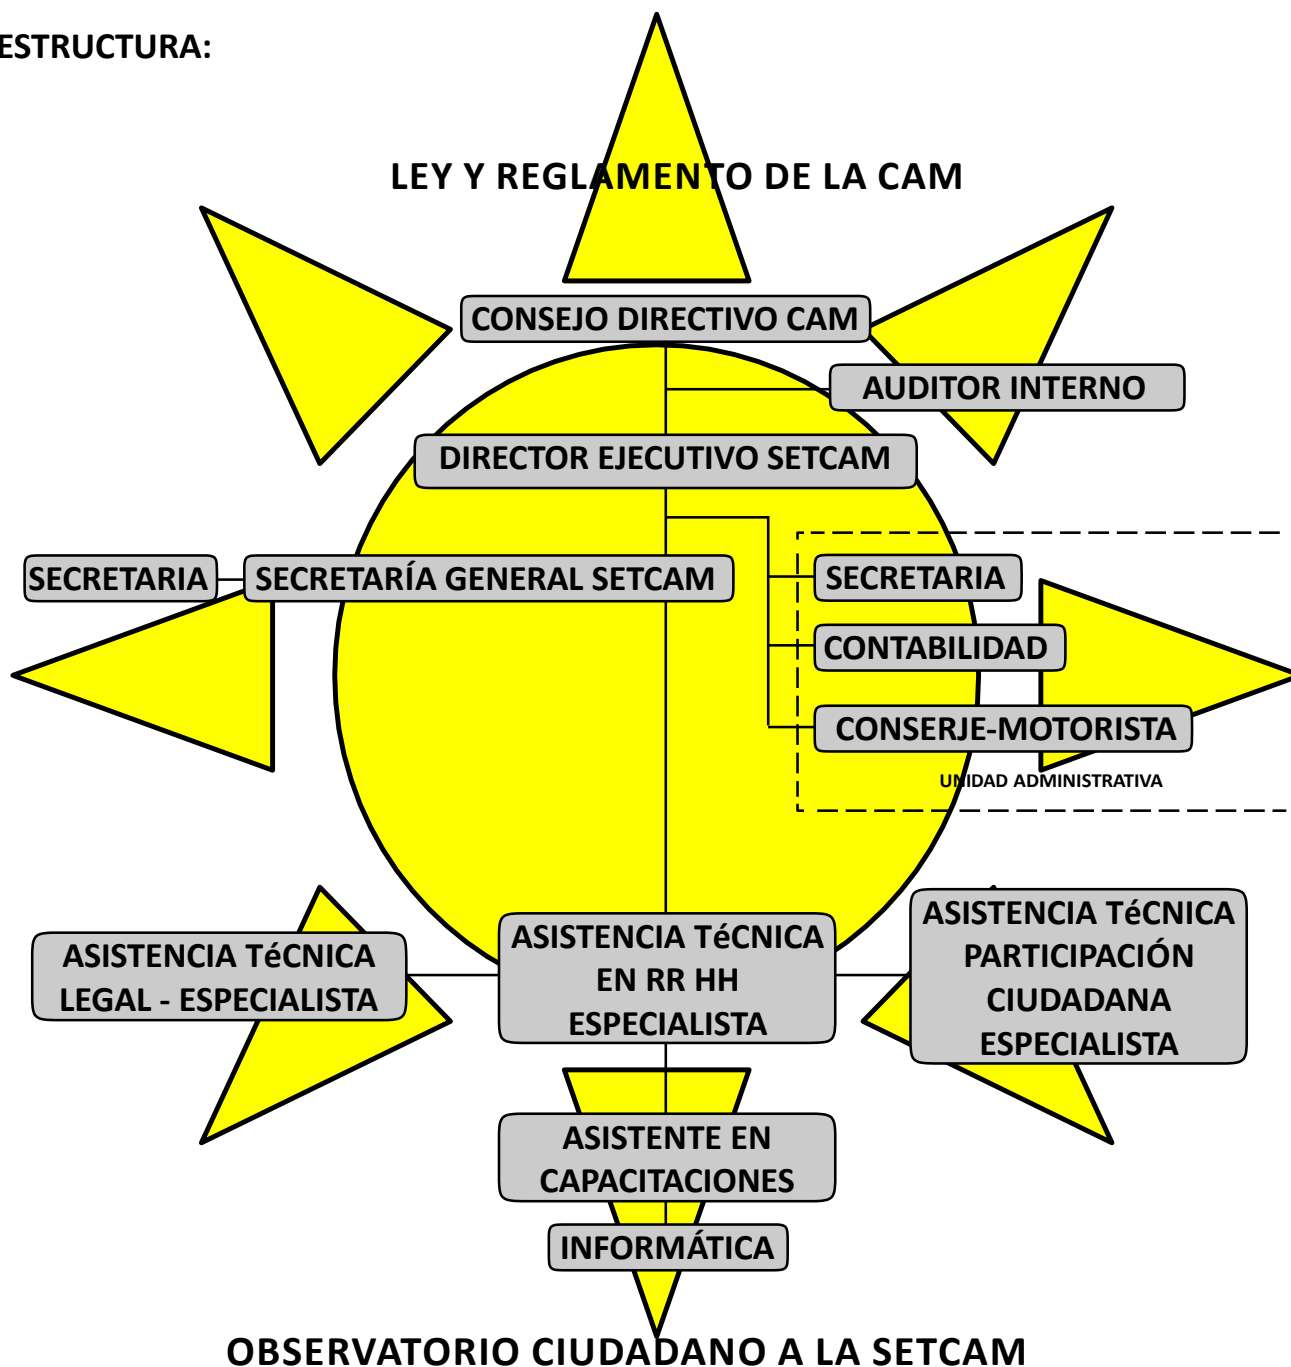 ESTRUCTURA:
LEY Y REGLAMENTO DE LA CAM
CONSEJO DIRECTIVO CAM
AUDITOR INTERNO
DIRECTOR EJECUTIVO SETCAM
SECRETARIA
SECRETARÍA GENERAL SETCAM
SECRETARIA
CONTABILIDAD
CONSERJE-MOTORISTA
UNIDAD ADMINISTRATIVA
ASISTENCIA TéCNICA
LEGAL - ESPECIALISTA
ASISTENCIA TéCNICA
EN RR HH
ESPECIALISTA
ASISTENCIA TéCNICA
PARTICIPACIÓN
CIUDADANA
ESPECIALISTA
ASISTENTE EN
CAPACITACIONES
INFORMÁTICA
OBSERVATORIO CIUDADANO A LA SETCAM